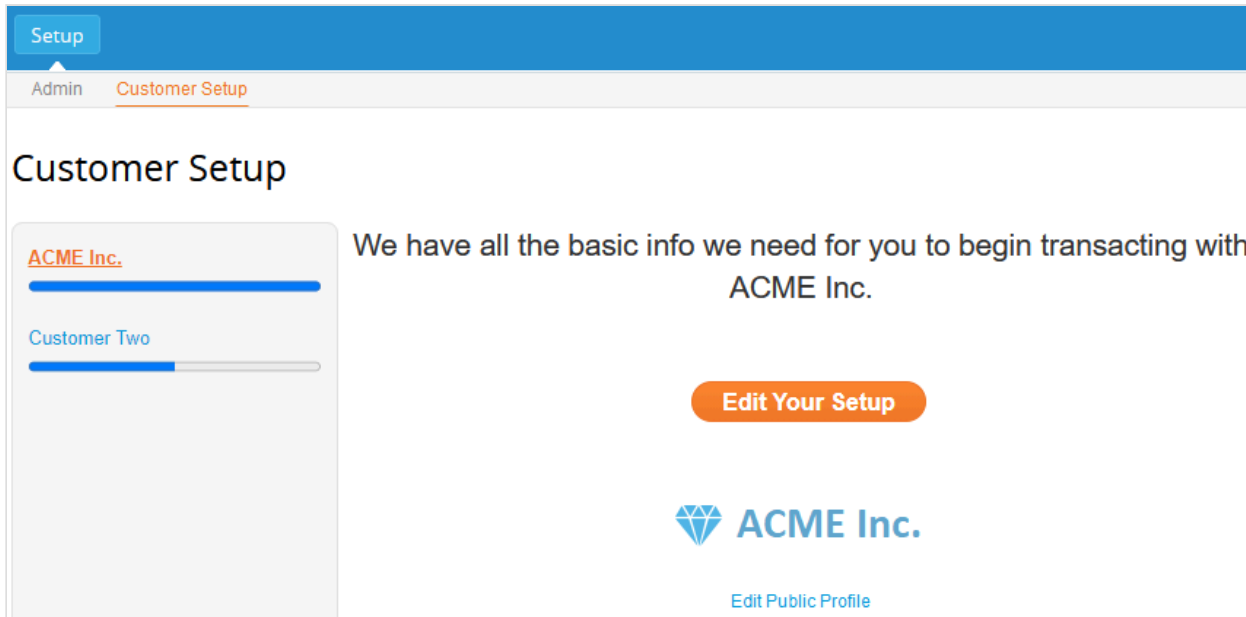 Setup
Admin Customer Setup
Customer Setup
ACME Inc.
Customer Two
We have all the basic info we need for you to begin transacting with
ACME Inc.
Edit Your Setup
ACME Inc.
Edit Public Profile